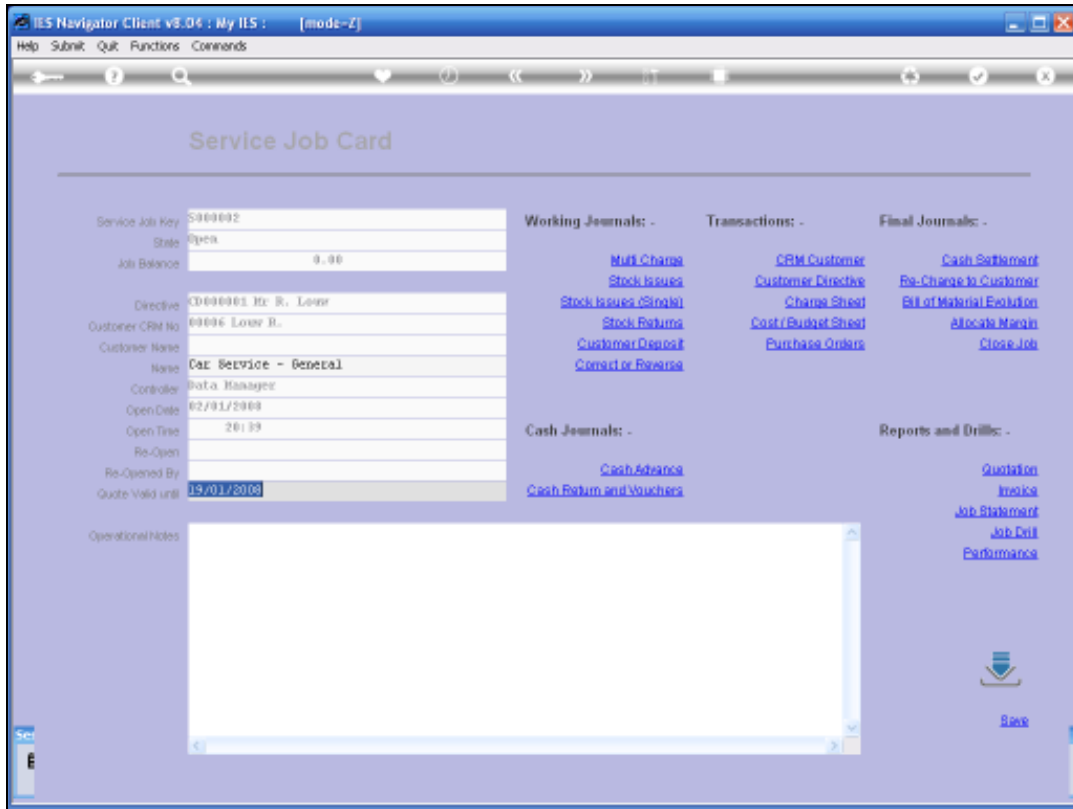 IES Navigator Client v8.04 : My IES : [mode=Z]
Help Submit Quit Functions Commands
Service Job Card
Service Job Key S000002
State Open
Job Balance 0.00
Directive CD000001 Mr R. Louw
Customer CRM No 00006 Louw R.
Customer Name
Name Car Service - General
Controller Data Manager
Open Date 02/01/2008
Open Time 20:39
Re-Open
Re-Opened By
Quote Valid until 19/01/2008
Operational Notes
Working Journals: -
Multi Charge
Stock Issues
Stock Issues (Single)
Stock Returns
Customer Deposit
Correct or Reverse
Transactions: -
CRM Customer
Customer Directive
Charge Sheet
Cost / Budget Sheet
Purchase Orders
Final Journals: -
Cash Settlement
Re-Charge to Customer
Bill of Material Evolution
Allocate Margin
Close Job
Cash Journals: -
Cash Advance
Cash Return and Vouchers
Reports and Drills: -
Quotation
Invoice
Job Statement
Job Drill
Performance
Save